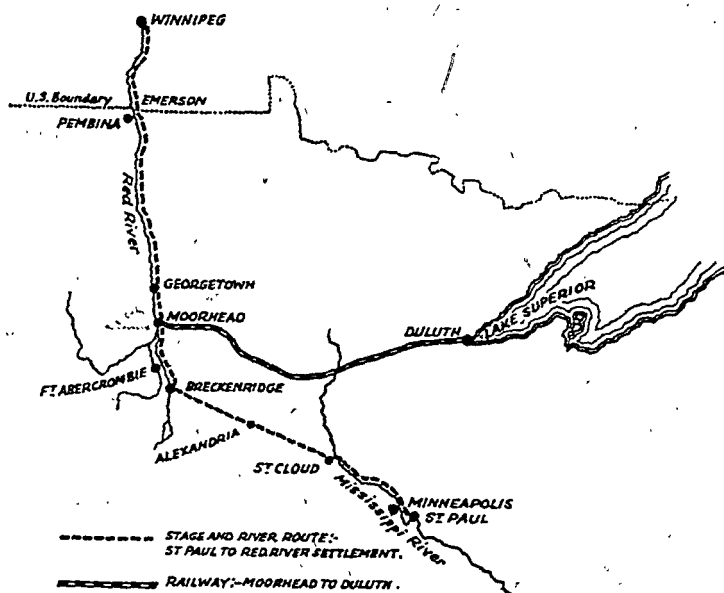 WINNIPEG
U.S. Boundary
EMERSON
PEMBINA
Red River
GEORGETOWN
MOORHEAD
DULUTH
LAKE SUPERIOR
FT ABERCROMBIE
BRECKENRIDGE
ALEXANDRIA
ST CLOUD
Mississippi River
MINNEAPOLIS
ST PAUL
STAGE AND RIVER ROUTE:-
ST PAUL TO RED RIVER SETTLEMENT.
RAILWAY:-MOORHEAD TO DULUTH.